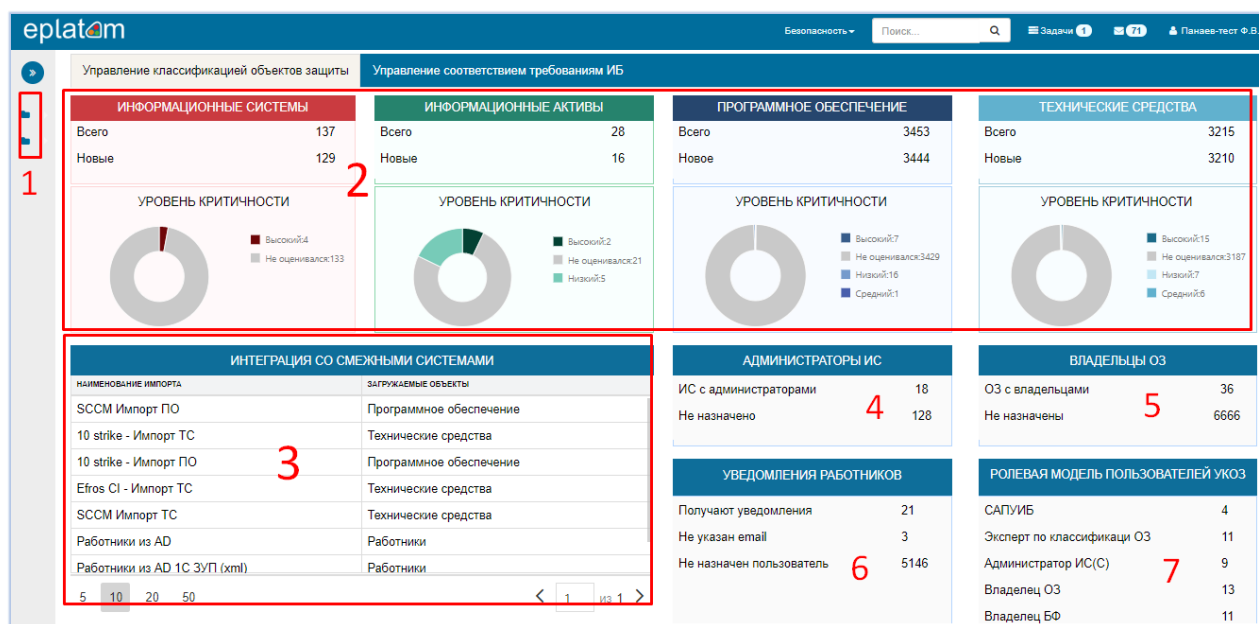 eplatom
Безопасность
Поиск...
Задачи 1
71
Панаев-тест Ф.В.
Управление классификацией объектов защиты
Управление соответствием требованиям ИБ
1
2
ИНФОРМАЦИОННЫЕ СИСТЕМЫ
Всего 137
Новые 129
УРОВЕНЬ КРИТИЧНОСТИ
Высокий:4
Не оценивался:133
ИНФОРМАЦИОННЫЕ АКТИВЫ
Всего 28
Новые 16
УРОВЕНЬ КРИТИЧНОСТИ
Высокий:2
Не оценивался:21
Низкий:5
ПРОГРАММНОЕ ОБЕСПЕЧЕНИЕ
Всего 3453
Новое 3444
УРОВЕНЬ КРИТИЧНОСТИ
Высокий:7
Не оценивался:3429
Низкий:16
Средний:1
ТЕХНИЧЕСКИЕ СРЕДСТВА
Всего 3215
Новые 3210
УРОВЕНЬ КРИТИЧНОСТИ
Высокий:15
Не оценивался:3187
Низкий:7
Средний:6
ИНТЕГРАЦИЯ СО СМЕЖНЫМИ СИСТЕМАМИ
НАИМЕНОВАНИЕ ИМПОРТА ЗАГРУЖАЕМЫЕ ОБЪЕКТЫ
SCCM Импорт ПО Программное обеспечение
10 strike - Импорт ТС Технические средства
10 strike - Импорт ПО Программное обеспечение
Efros CI - Импорт ТС Технические средства
SCCM Импорт ТС Технические средства
Работники из AD Работники
Работники из AD 1С ЗУП (xml) Работники
3
5 10 20 50
1 из 1
АДМИНИСТРАТОРЫ ИС
ИС с администраторами 18
Не назначено 128
4
ВЛАДЕЛЬЦЫ ОЗ
ОЗ с владельцами 36
Не назначены 6666
5
УВЕДОМЛЕНИЯ РАБОТНИКОВ
Получают уведомления 21
Не указан email 3
Не назначен пользователь 5146
6
РОЛЕВАЯ МОДЕЛЬ ПОЛЬЗОВАТЕЛЕЙ УКОЗ
САПУИБ 4
Эксперт по классификаци ОЗ 11
Администратор ИС(С) 9
Владелец ОЗ 13
Владелец БФ 11
7